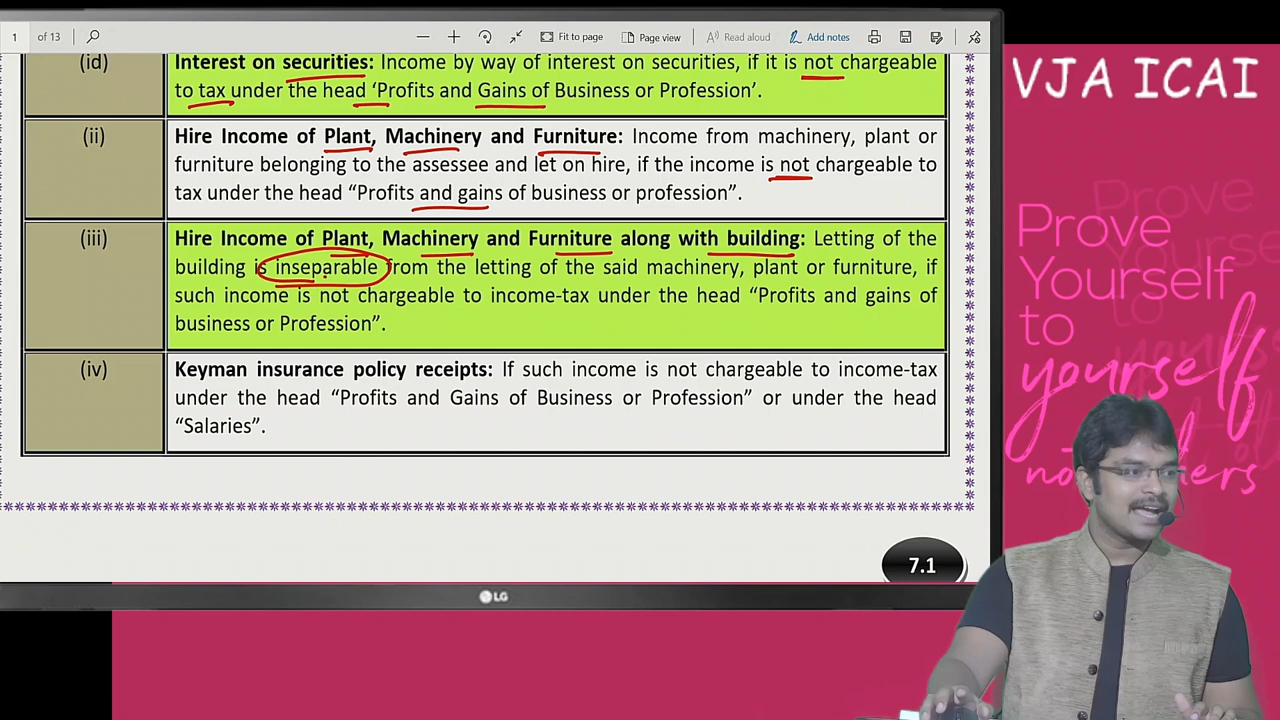 1 of 13 Fit to page Page view Read aloud Add notes
(id) Interest on securities: Income by way of interest on securities, if it is not chargeable
to tax under the head ‘Profits and Gains of Business or Profession’.
(ii) Hire Income of Plant, Machinery and Furniture: Income from machinery, plant or
furniture belonging to the assessee and let on hire, if the income is not chargeable to
tax under the head “Profits and gains of business or profession”.
(iii) Hire Income of Plant, Machinery and Furniture along with building: Letting of the
building is inseparable from the letting of the said machinery, plant or furniture, if
such income is not chargeable to income-tax under the head “Profits and gains of
business or Profession”.
(iv) Keyman insurance policy receipts: If such income is not chargeable to income-tax
under the head “Profits and Gains of Business or Profession” or under the head
“Salaries”.
7.1
LG
VJA ICAI
Prove
Yourself
to
yourself